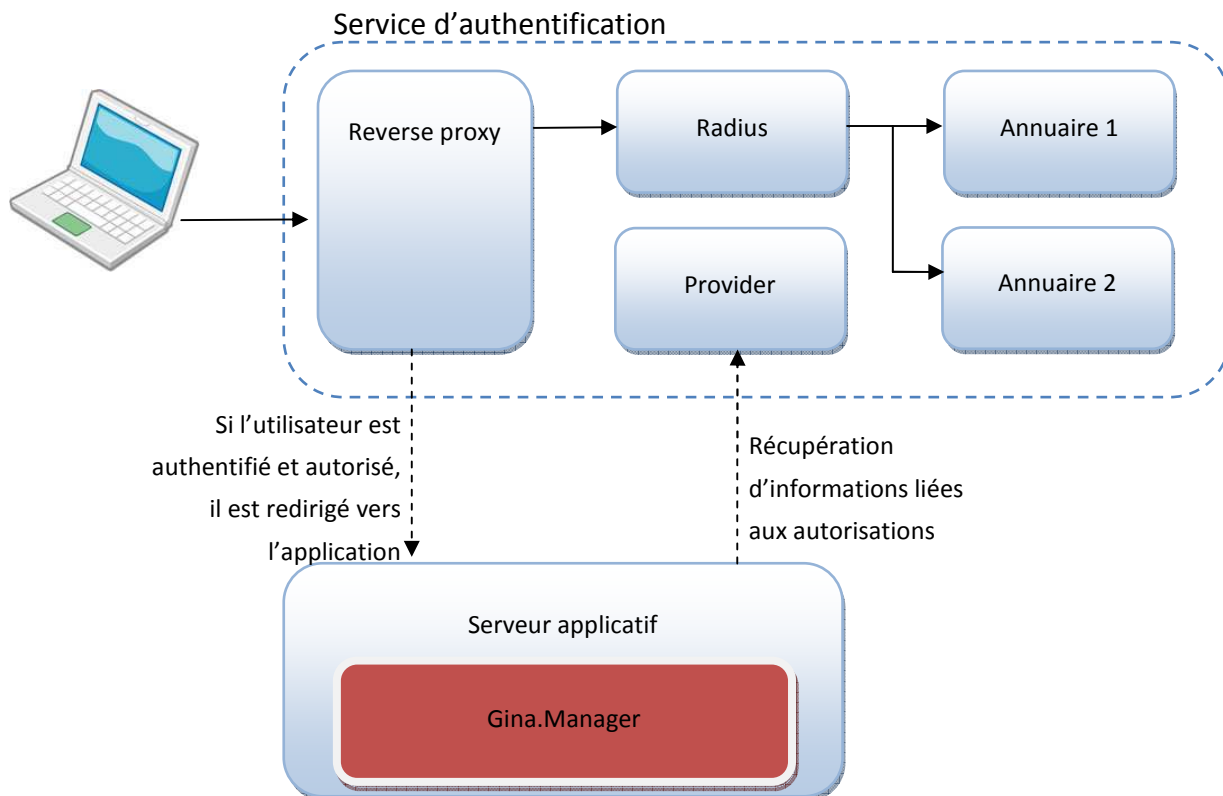 Service d’authentification
Reverse proxy
Radius
Annuaire 1
Provider
Annuaire 2
Si l’utilisateur est
authentifié et autorisé,
il est redirigé vers
l’application
Récupération
d’informations liées
aux autorisations
Serveur applicatif
Gina.Manager